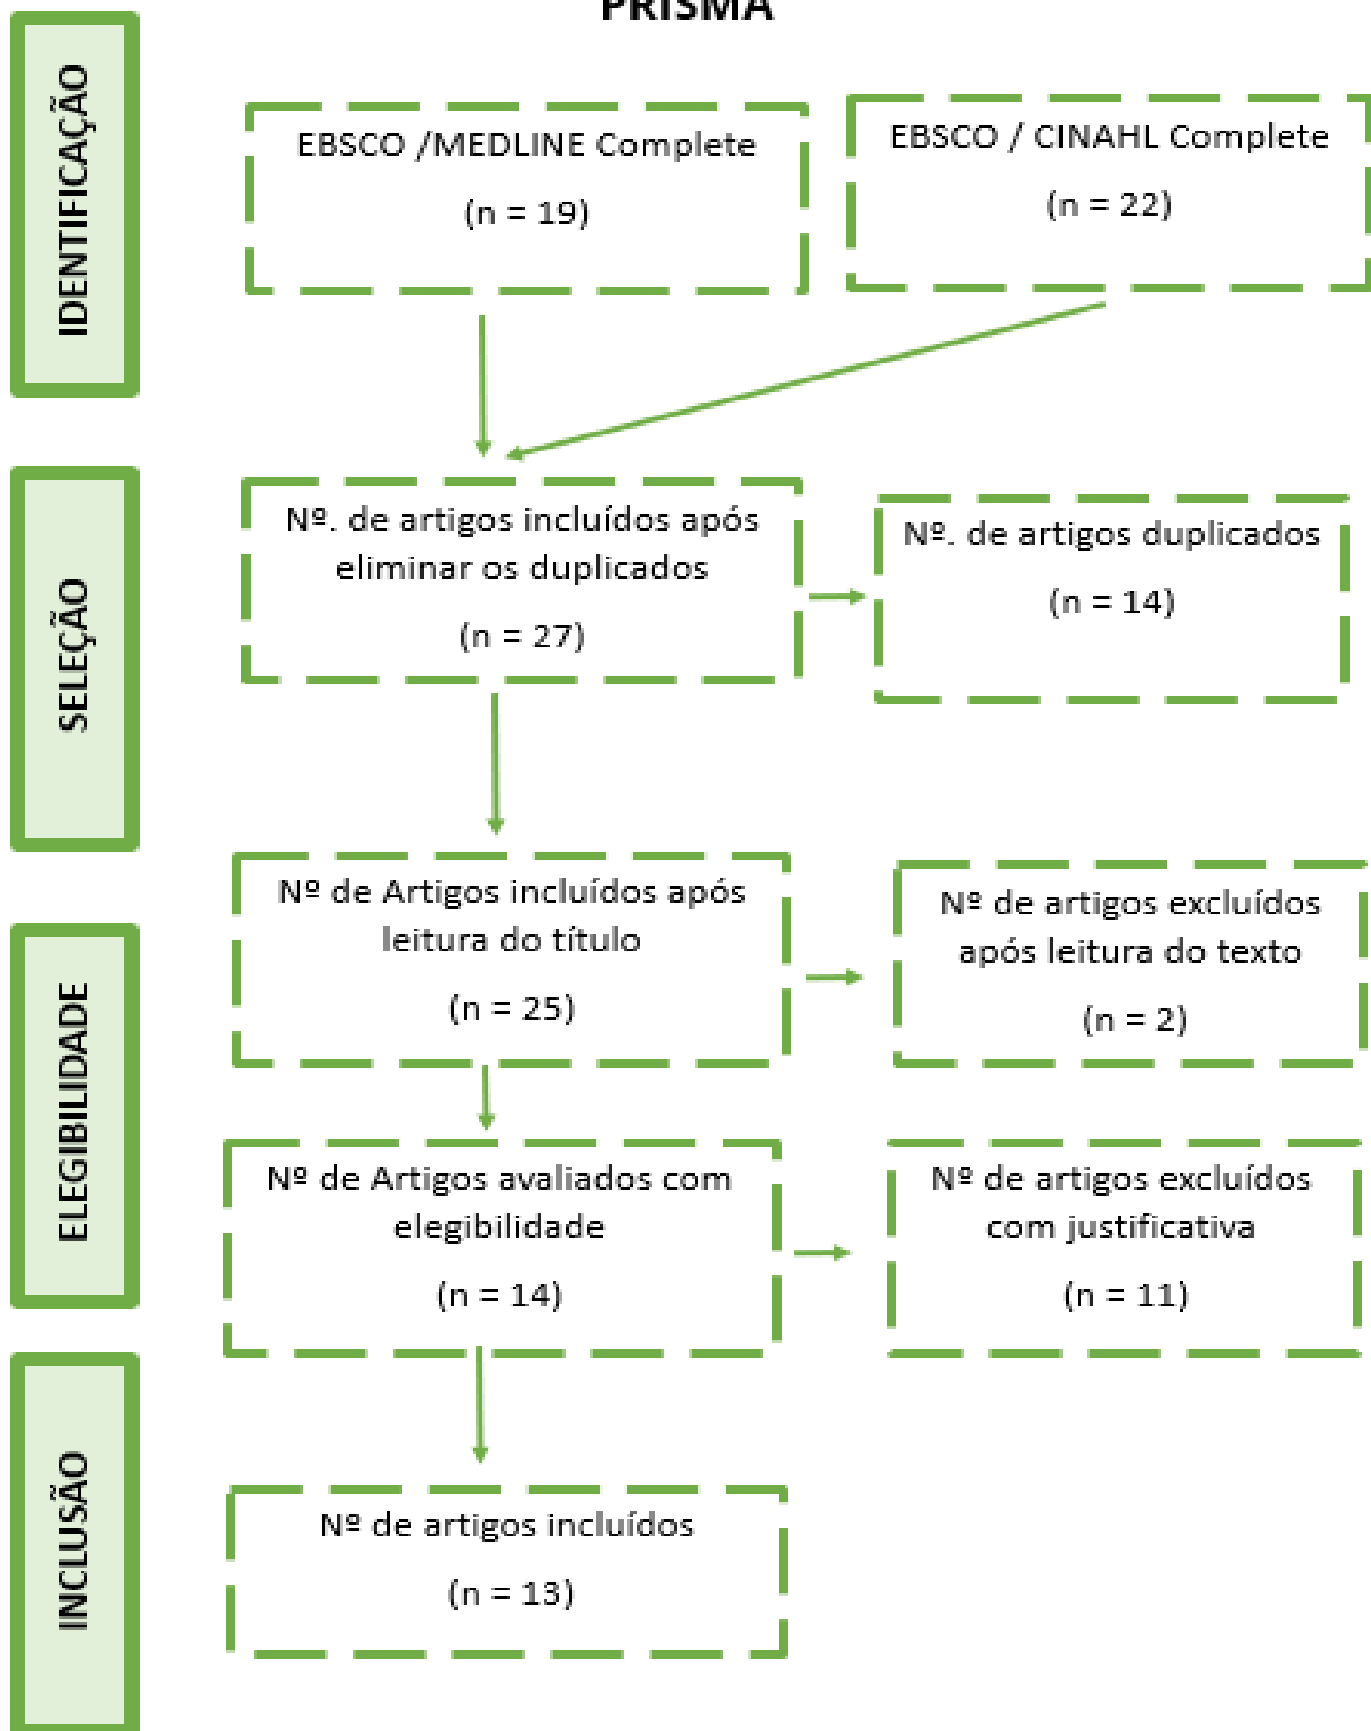 PRISMA
IDENTIFICAÇÃO
EBSCO /MEDLINE Complete
(n = 19)
EBSCO / CINAHL Complete
(n = 22)
SELEÇÃO
Nº. de artigos incluídos após
eliminar os duplicados
(n = 27)
Nº. de artigos duplicados
(n = 14)
ELEGIBILIDADE
Nº de Artigos incluídos após
leitura do título
(n = 25)
Nº de artigos excluídos
após leitura do texto
(n = 2)
Nº de Artigos avaliados com
elegibilidade
(n = 14)
Nº de artigos excluídos
com justificativa
(n = 11)
INCLUSÃO
Nº de artigos incluídos
(n = 13)